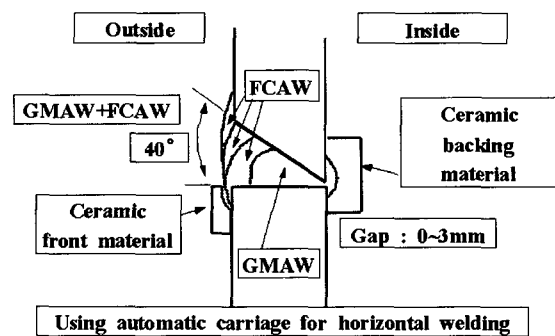 Outside
Inside
FCAW
GMAW+FCAW
40°
Ceramic
backing
material
Ceramic
front material
Gap : 0~3mm
GMAW
Using automatic carriage for horizontal welding